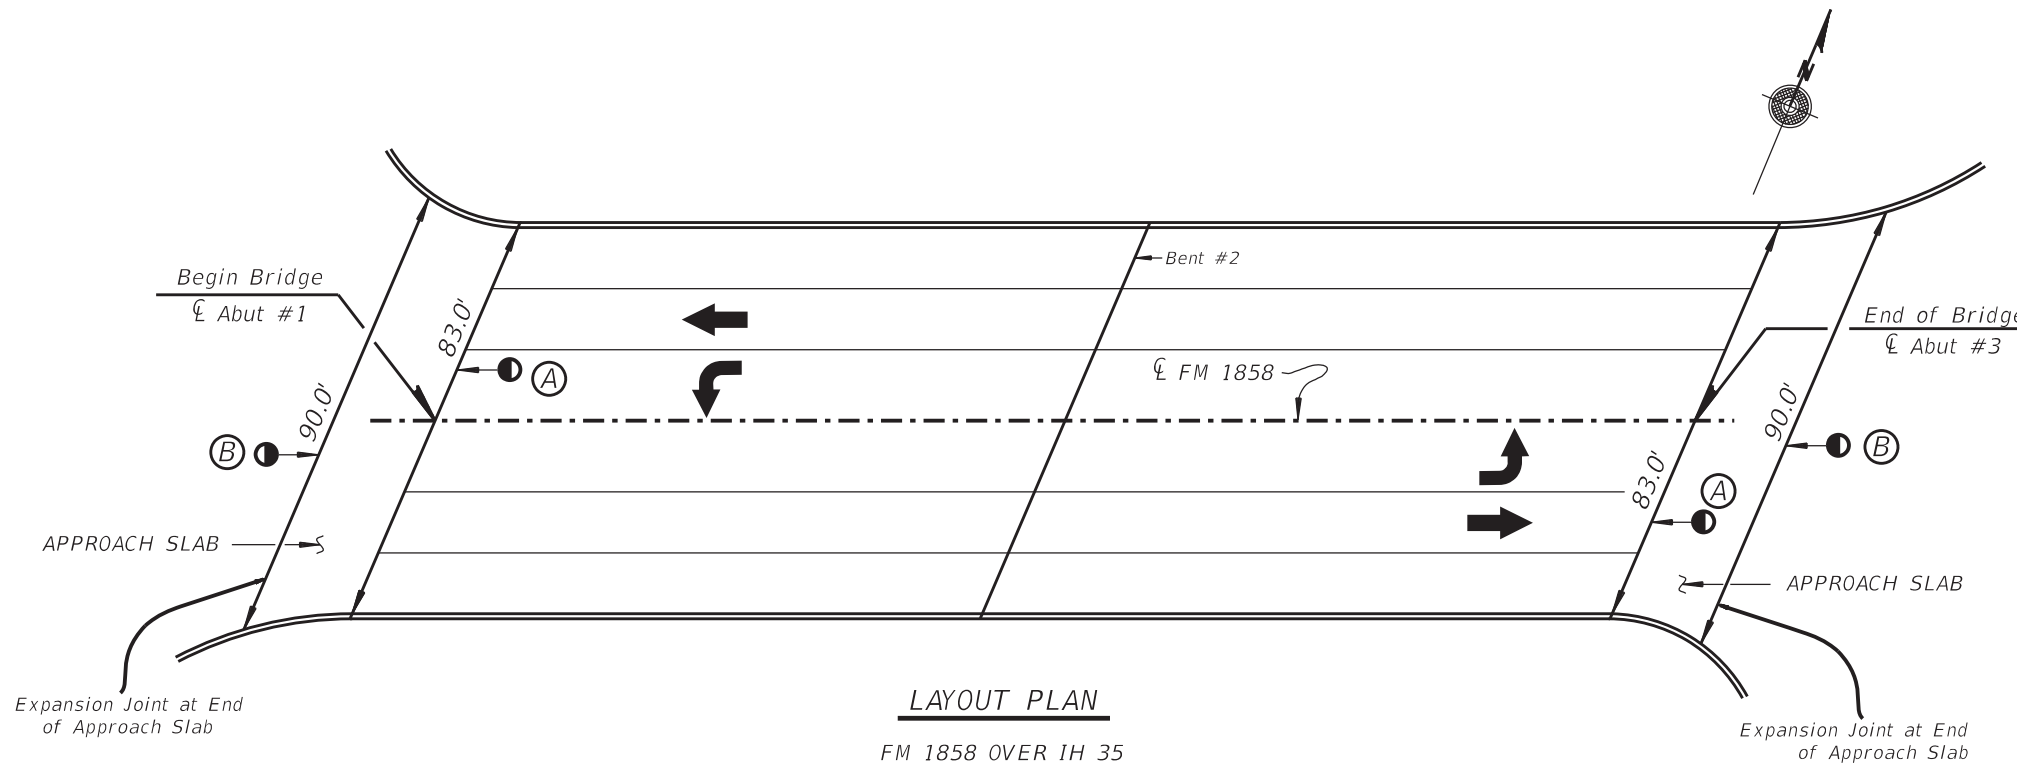 N
Begin Bridge
℄ Abut #1
83.0'
90.0'
Ⓐ
Ⓑ
APPROACH SLAB
Expansion Joint at End
of Approach Slab
Bent #2
℄ FM 1858
End of Bridge
℄ Abut #3
90.0'
83.0'
Ⓑ
Ⓐ
APPROACH SLAB
Expansion Joint at End
of Approach Slab
LAYOUT PLAN
FM 1858 OVER IH 35